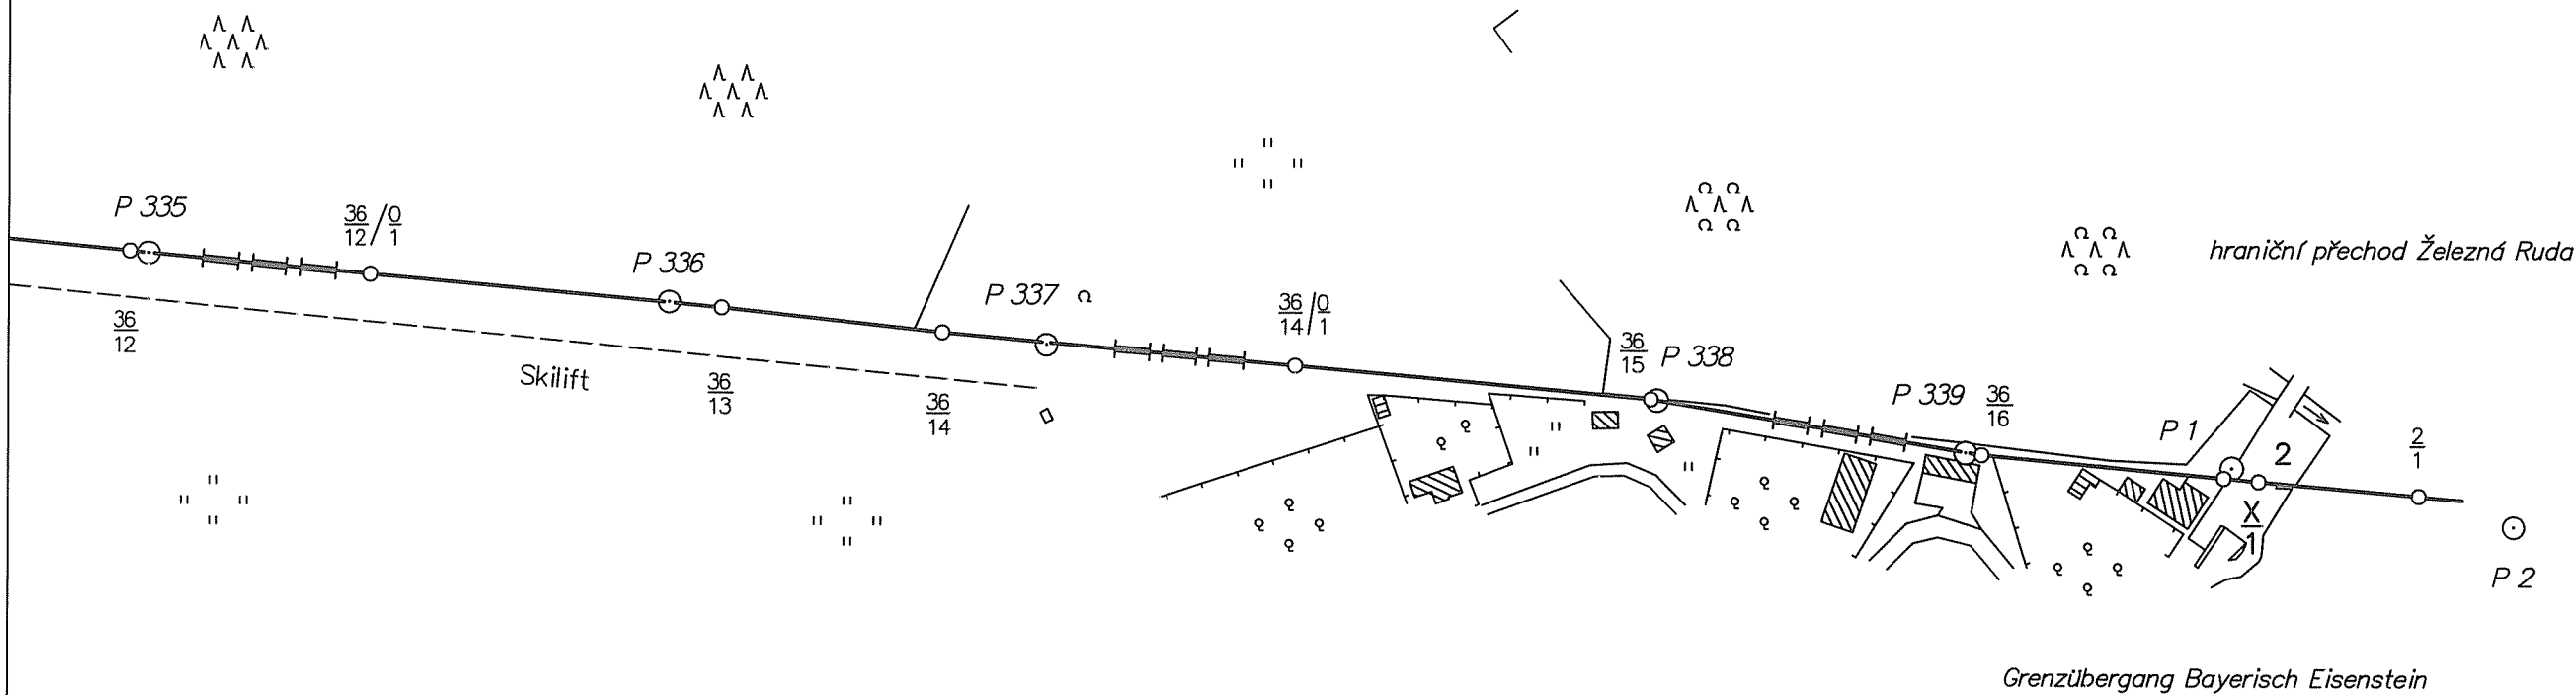 P 335
36/12/0/1
P 336
P 337
36/14/0/1
36/15
P 338
P 339
36/16
P 1
2
2/1
hraniční přechod Železná Ruda
36/12
Skilift
36/13
36/14
X/1
P 2
Grenzübergang Bayerisch Eisenstein